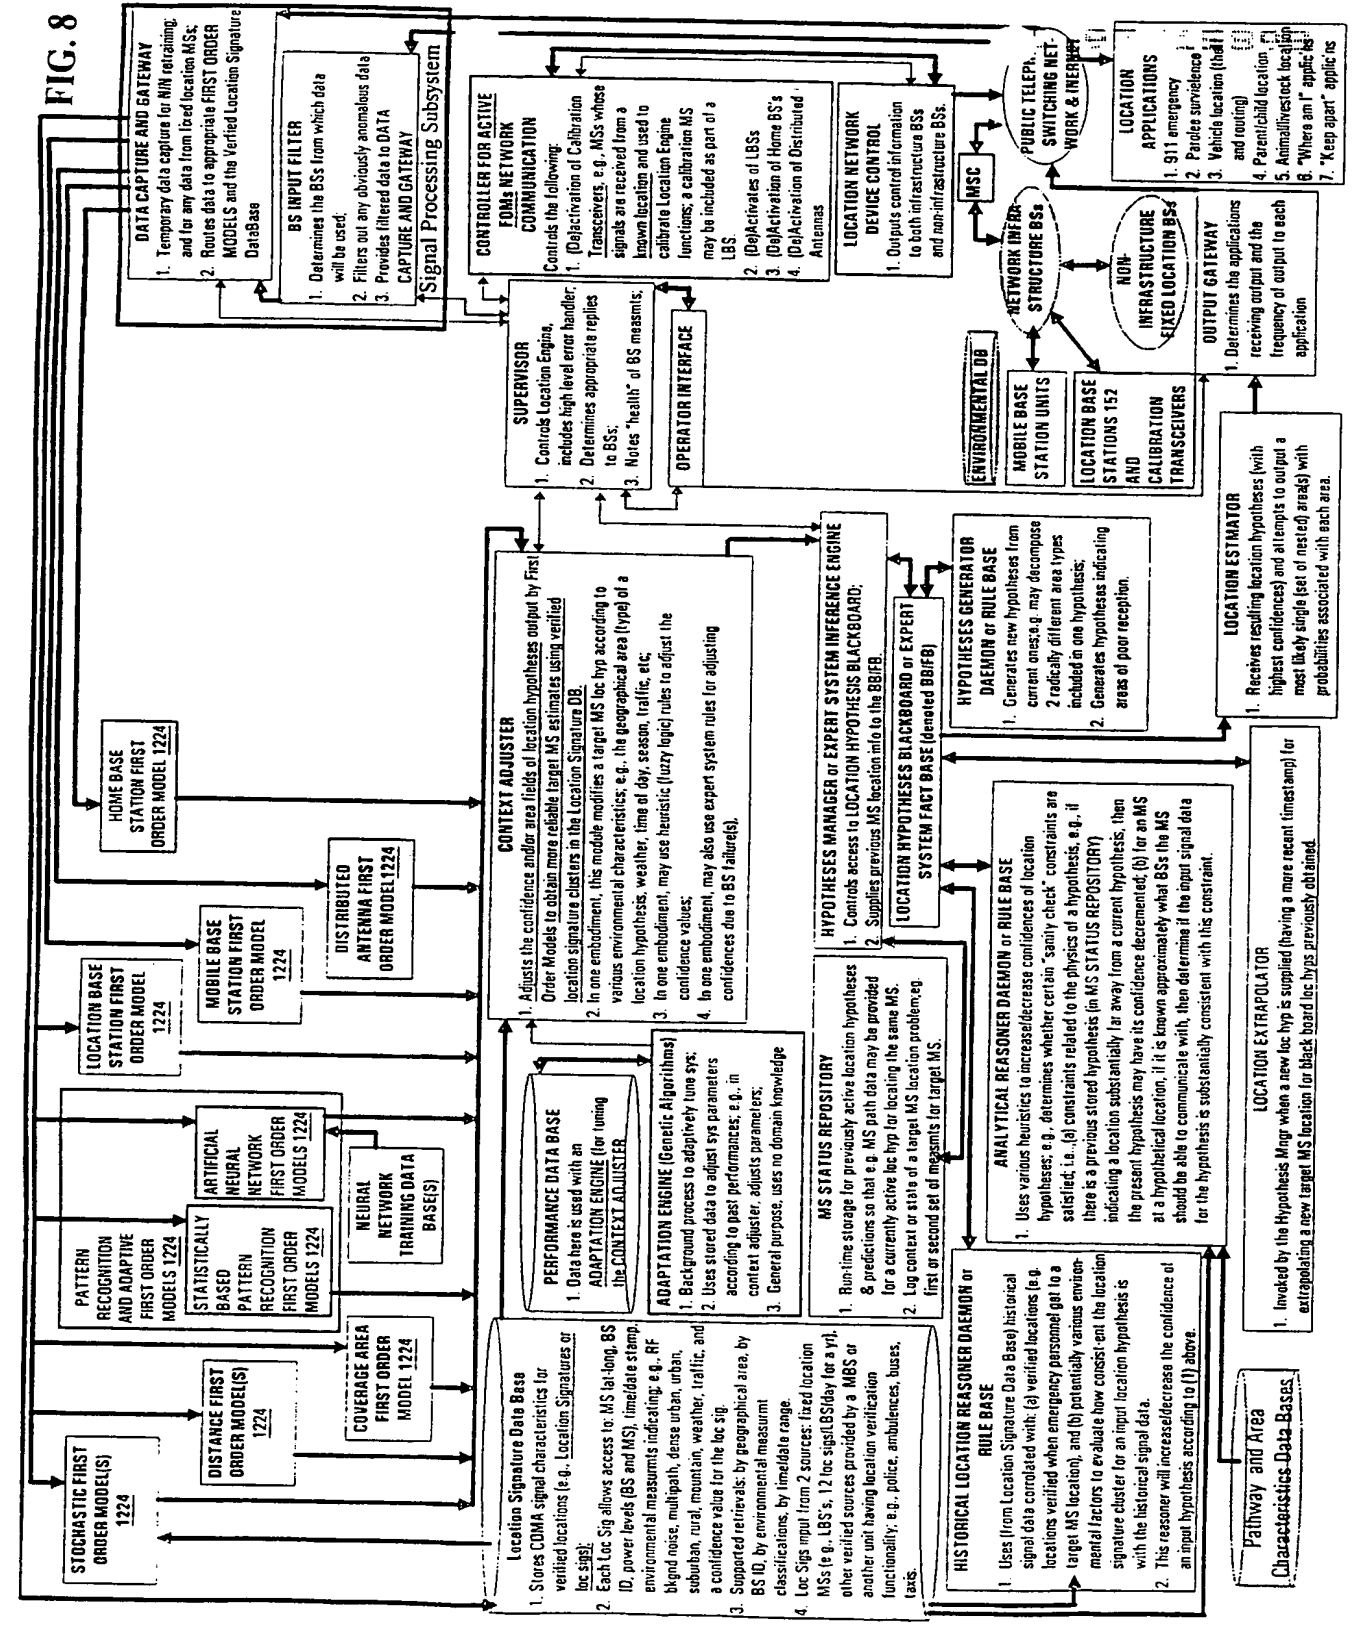 FIG. 8
DATA CAPTURE AND GATEWAY
1. Temporary data capture for N/N retraining;
and for any data from fixed location MSs;
2. Routes data to appropriate FIRST ORDER
MODELS and the Verified Location Signature
DataBase
BS INPUT FILTER
1. Determines the BSs from which data
will be used;
2. Filters out any obviously anomalous data
3. Provides filtered data to DATA
CAPTURE AND GATEWAY
Signal Processing Subsystem
CONTROLLER FOR ACTIVE
FOMs NETWORK
COMMUNICATION
Controls the following:
1. (De)activation of Calibration
Transceivers, e.g. MSs whose
signals are received from a
known location and used to
calibrate Location Engine
functions; a calibration MS
may be included as part of a
LBS.
2. (De)Activates of LBSs
3. (De)Activation of Home BS's
4. (De)Activation of Distributed
Antennas
LOCATION NETWORK
DEVICE CONTROL
1. Outputs control information
to both infrastructure BSs
and non-infrastructure BSs.
MSC
PUBLIC TELEPH.
SWITCHING NET-
WORK & INERNET
LOCATION
APPLICATIONS
1. 911 emergency
2. Parolee survielence
3. Vehicle location (theft
and routing)
4. Parent/child location
5. Animal/livestock location
6. "Where am I" applic'ns
7. "Keep apart" applic'ns
NETWORK INFRA
STRUCTURE BSs
NON-
INFRASTRUCTURE
FIXED LOCATION BSs
OUTPUT GATEWAY
1. Determines the applications
receiving output and the
frequency of output to each
application
SUPERVISOR
1. Controls Location Engine,
includes high level error handler;
2. Determines appropriate replies
to BSs;
3. Notes "health" of BS measmts;
OPERATOR INTERFACE
ENVIRONMENTAL DB
MOBILE BASE
STATION UNITS
LOCATION BASE
STATIONS 152
AND
CALIBRATION
TRANSCEIVERS
HOME BASE
STATION FIRST
ORDER MODEL 1224
DISTRIBUTED
ANTENNA FIRST
ORDER MODEL1224
MOBILE BASE
STATION FIRST
ORDER MODEL
1224
LOCATION BASE
STATION FIRST
ORDER MODEL
1224
PATTERN
RECOGNITION
AND ADAPTIVE
FIRST ORDER
MODELS 1224
ARTIFICIAL
NEURAL
NETWORK
FIRST ORDER
MODELS 1224
STATISTICALLY
BASED
PATTERN
RECOGNITION
FIRST ORDER
MODELS 1224
NEURAL
NETWORK
TRAINING DATA
BASE(S)
COVERAGE AREA
FIRST ORDER
MODEL 1224
DISTANCE FIRST
ORDER MODEL(S)
1224
STOCHASTIC FIRST
ORDER MODEL(S)
1224
CONTEXT ADJUSTER
1. Adjusts the confidence and/or area fields of location hypotheses output by First
Order Models to obtain more reliable target MS estimates using verified
location signature clusters in the Location Signature DB.
2. In one embodiment, this module modifies a target MS loc hyp according to
various environmental characteristics; e.g., the geographical area (type) of a
location hypothesis, weather, time of day, season, traffic, etc;
3. In one embodiment, may use heuristic (fuzzy logic) rules to adjust the
confidence values;
4. In one embodiment, may also use expert system rules for adjusting
confidences due to BS failure(s).
PERFORMANCE DATA BASE
1. Data here is used with an
ADAPTATION ENGINE (for tuning
the CONTEXT ADJUSTER
ADAPTATION ENGINE (Genetic Algorithms)
1. Background process to adaptively tune sys;
2. Uses stored data to adjust sys parameters
according to past performances; e.g., in
context adjuster, adjusts parameters;
3. General purpose, uses no domain knowledge
Location Signature Data Base
1. Stores CDMA signal characteristics for
verified locations (e.g., Location Signatures or
loc sigs);
2. Each Loc Sig allows access to: MS lat-long, BS
ID, power levels (BS and MS), time/date stamp,
environmental measurmts indicating; e.g., RF
bkgnd noise, multipath, dense urban, urban,
suburban, rural, mountain, weather, traffic, and
a confidence value for the loc sig.
3. Supported retrievals: by geographical area, by
BS ID, by environmental measurmt
classifications, by time/date range.
4. Loc Sigs input from 2 sources: fixed location
MSs (e.g., LBS's, 12 loc sigs/LBS/day for a yr).
other verified sources provided by a MBS or
another unit having location verification
functionality; e.g., police, ambulences, buses,
taxis.
HYPOTHESES MANAGER or EXPERT SYSTEM INFERENCE ENGINE
1. Controls access to LOCATION HYPOTHESIS BLACKBOARD;
2. Supplies previous MS location info to the BB/FB.
LOCATION HYPOTHESES BLACKBOARD or EXPERT
SYSTEM FACT BASE (denoted BB/FB)
HYPOTHESES GENERATOR
DAEMON or RULE BASE
1. Generates new hypotheses from
current ones;e.g. may decompose
2 radically different area types
included in one hypothesis;
2. Generates hypotheses indicating
areas of poor reception.
LOCATION ESTMATOR
1. Receives resulting location hypotheses (with
highest confidences) and attempts to output a
most likely single (set of nested) area(s) with
probabilities associated with each area.
MS STATUS REPOSITORY
1. Run-time storage for previously active location hypotheses
& predictions so that e.g. MS path data may be provided
for a currently active loc hyp for locating the same MS.
2. Log context or state of a target MS location problem;eg.
first or second set of measmts for target MS.
ANALYTICAL REASONER DAEMON or RULE BASE
1. Uses various heuristics to increase/decrease confidences of location
hypotheses; e.g., determines whether certain "sanity check" constraints are
satisfied; i.e., (a) constraints related to the physics of a hypothesis, e.g., if
there is a previous stored hypothesis (in MS STATUS REPOSITORY)
indicating a location substantially far away from a current hypothesis, then
the present hypothesis may have its confidence decremented; (b) for an MS
at a hypothetical location, if it is known approximately what BSs the MS
should be able to communicate with, then determine if the input signal data
for the hypothesis is substantially consistent with this constraint.
HISTORICAL LOCATION REASONER DAEMON or
RULE BASE
1. Uses (from Location Signature Data Base) historical
signal data corrolated with: (a) verified locations (e.g.
locations verified when emergency personnel get to a
target MS location), and (b) potentially various environ-
mental factors to evaluate how consistent the location
signature cluster for an input location hypothesis is
with the historical signal data.
2. This reasoner will increase/decrease the confidence of
an input hypothesis according to (1) above.
LOCATION EXTRAPOLATOR
1. Invoked by the Hypothesis Mngr when a new loc hyp is supplied (having a more recent timestamp) for
extrapolating a new target MS location for black board loc hyps previously obtained.
Pathway and Area
Characteristics Data Bases